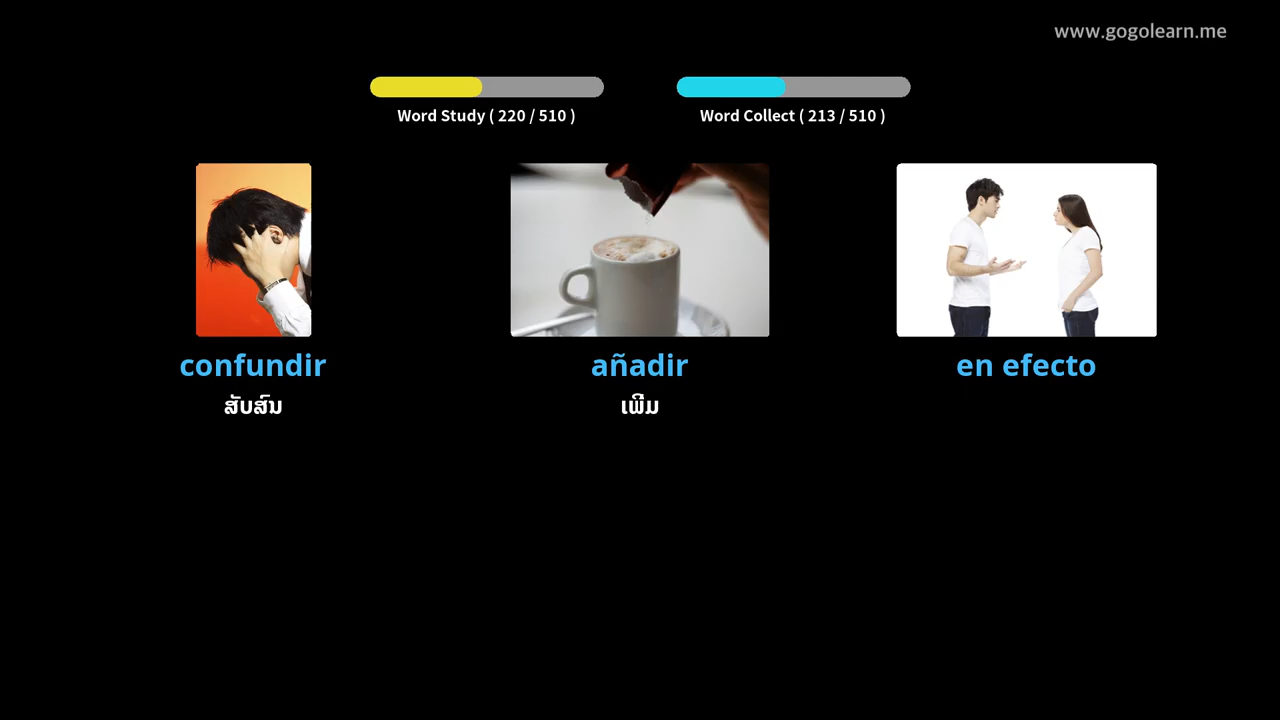 www.gogolearn.me
Word Study ( 220 / 510 )
Word Collect ( 213 / 510 )
confundir
ສັບສົນ
añadir
ເພີ່ມ
en efecto